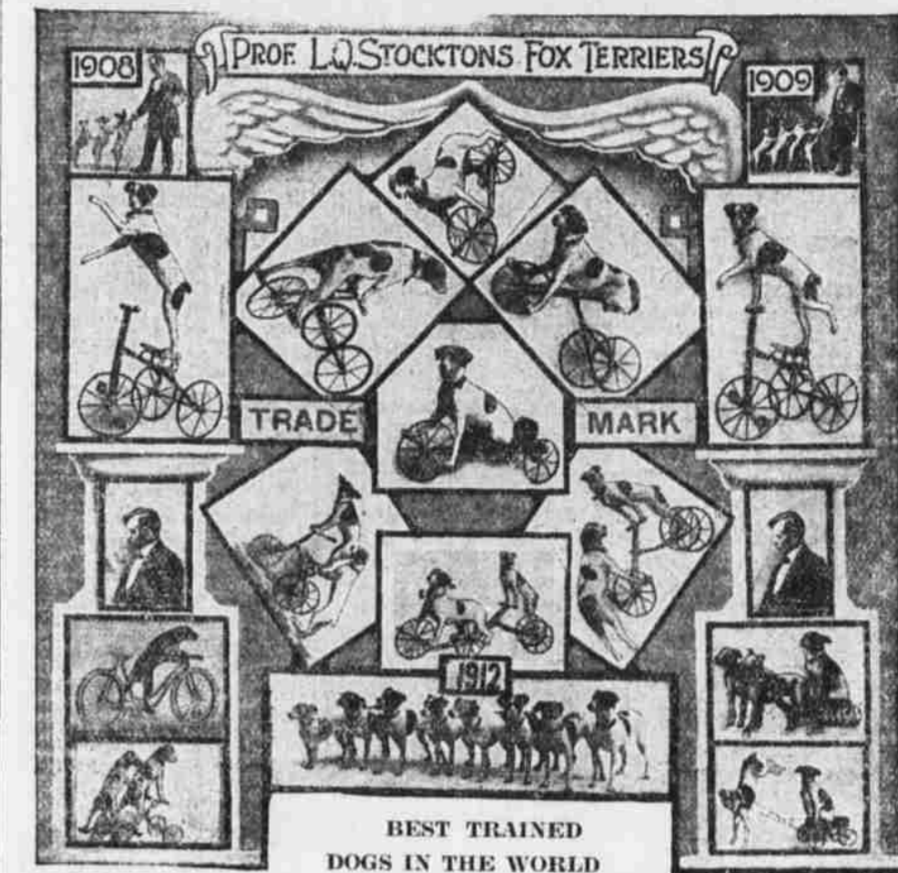 PROF. L.Q. STOCKTONS FOX TERRIERS
1908
1909
TRADE MARK
1912
BEST TRAINED
DOGS IN THE WORLD